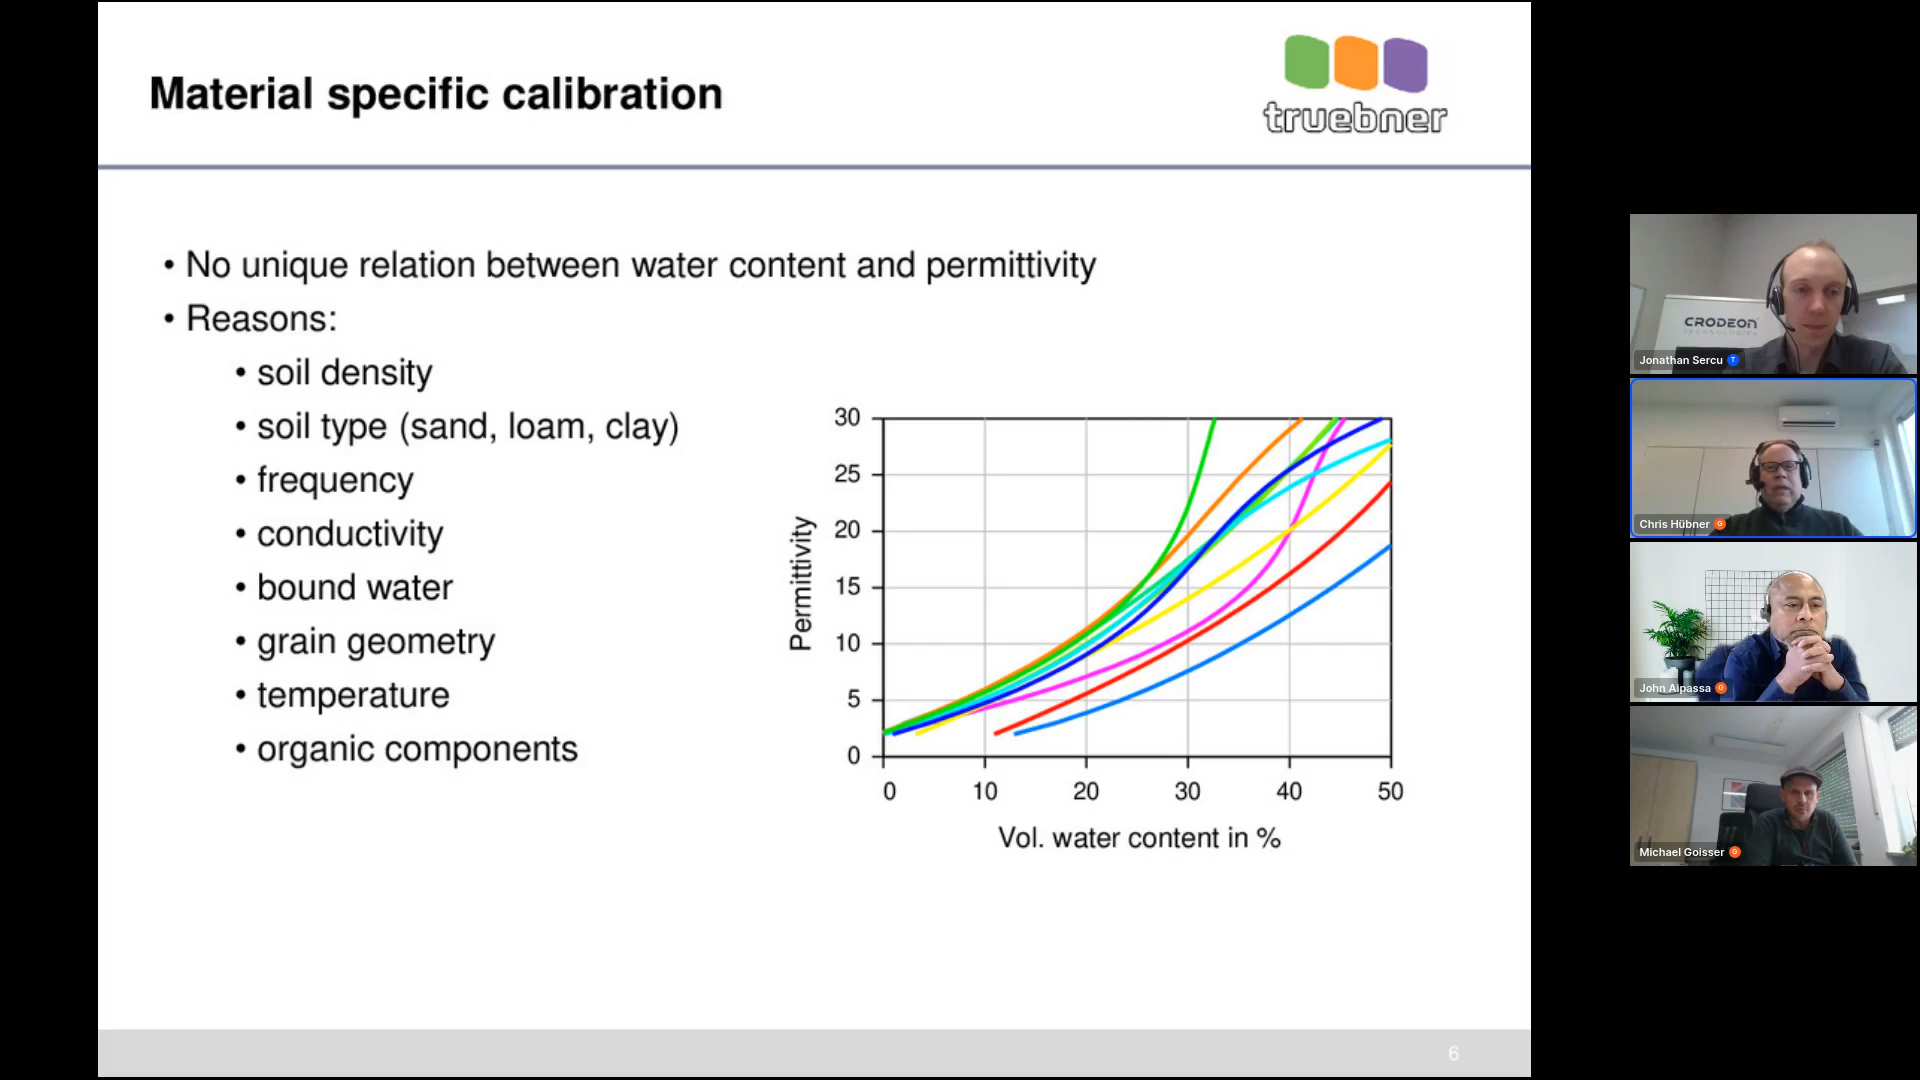 Material specific calibration
truebner
• No unique relation between water content and permittivity
• Reasons:
• soil density
• soil type (sand, loam, clay)
• frequency
• conductivity
• bound water
• grain geometry
• temperature
• organic components
Permittivity
30
25
20
15
10
5
0
0 10 20 30 40 50
Vol. water content in %
6
CRODEON
TECHNOLOGIES
Jonathan Sercu T
Chris Hübner G
John Aipassa G
Michael Goisser G